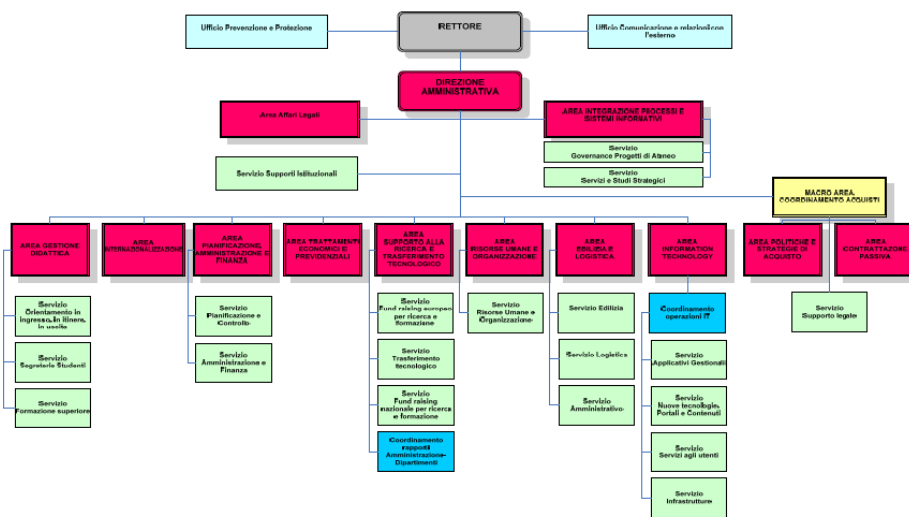 Ufficio Prevenzione e Protezione
RETTORE
Ufficio Comunicazione e relazioni con
l'esterno
DIREZIONE
AMMINISTRATIVA
Area Affari Legali
AREA INTEGRAZIONE PROCESSI E
SISTEMI INFORMATIVI
Servizio
Governance Progetti di Ateneo
Servizio
Servizi e Studi Strategici
Servizio Supporti Istituzionali
MACRO AREA
COORDINAMENTO ACQUISTI
AREA GESTIONE
DIDATTICA
AREA
INTERNAZIONALIZZAZIONE
AREA
PIANIFICAZIONE,
AMMINISTRAZIONE E
FINANZA
AREA TRATTAMENTI
ECONOMICI E
PREVIDENZIALI
AREA
SUPPORTO ALLA
RICERCA E
TRASFERIMENTO
TECNOLOGICO
AREA
RISORSE UMANE E
ORGANIZZAZIONE
AREA
EDILIZIA E
LOGISTICA
AREA
INFORMATION
TECHNOLOGY
AREA POLITICHE E
STRATEGIE DI
ACQUISTO
AREA
CONTRATTAZIONE
PASSIVA
Servizio
Orientamento in
ingresso, in itinere,
in uscita
Servizio
Segreterie Studenti
Servizio
Formazione superiore
Servizio
Pianificazione e
Controllo
Servizio
Amministrazione e
Finanza
Servizio
Fund raising europeo
per ricerca e
formazione
Servizio
Trasferimento
tecnologico
Servizio
Fund raising
nazionale per ricerca
e formazione
Coordinamento
rapporti
Amministrazione-
Dipartimenti
Servizio
Risorse Umane e
Organizzazione
Servizio Edilizia
Servizio Logistica
Servizio
Amministrativo
Coordinamento
operazioni IT
Servizio
Applicativi Gestionali
Servizio
Nuove tecnologie,
Portali e Contenuti
Servizio
Servizi agli utenti
Servizio
Infrastrutture
Servizio
Supporto legale